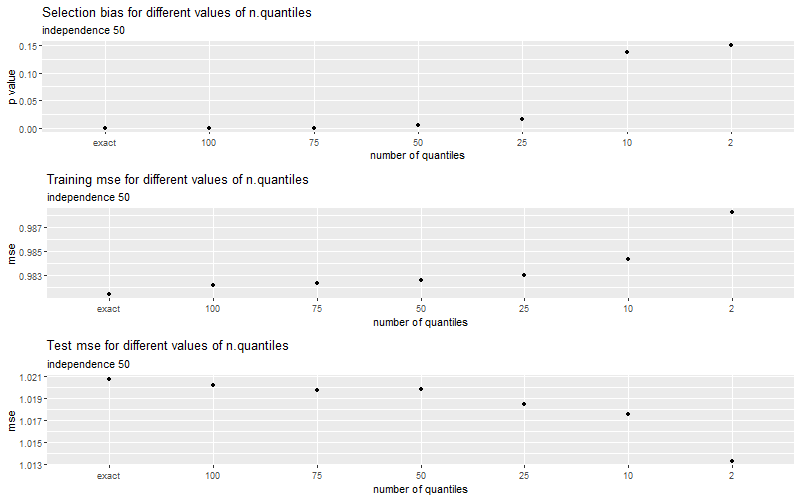 Selection bias for different values of n.quantiles
independence 50
p value
0.15
0.10
0.05
0.00
exact 100 75 50 25 10 2
number of quantiles
Training mse for different values of n.quantiles
independence 50
mse
0.987
0.985
0.983
exact 100 75 50 25 10 2
number of quantiles
Test mse for different values of n.quantiles
independence 50
mse
1.021
1.019
1.017
1.015
1.013
exact 100 75 50 25 10 2
number of quantiles